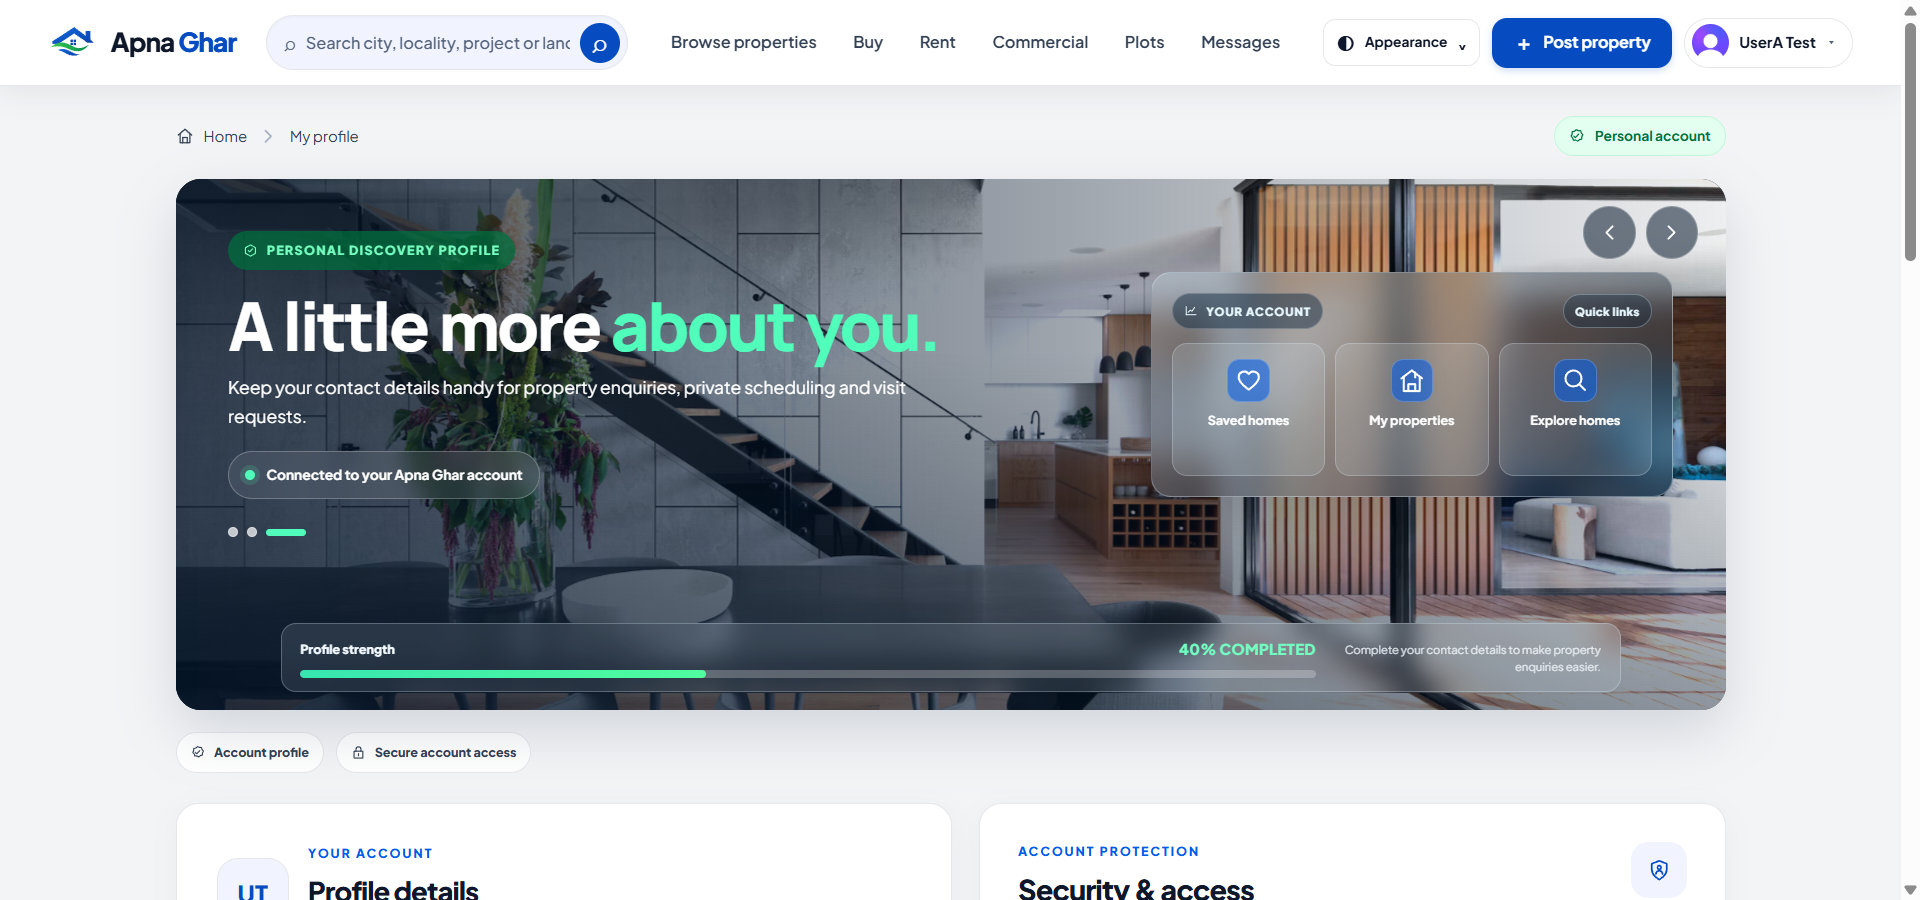 Apna Ghar
Search city, locality, project or land
Browse properties
Buy
Rent
Commercial
Plots
Messages
Appearance
+ Post property
UserA Test
Home
My profile
Personal account
PERSONAL DISCOVERY PROFILE
A little more about you.
Keep your contact details handy for property enquiries, private scheduling and visit
requests.
Connected to your Apna Ghar account
YOUR ACCOUNT
Quick links
Saved homes
My properties
Explore homes
Profile strength
40% COMPLETED
Complete your contact details to make property
enquiries easier.
Account profile
Secure account access
UT
YOUR ACCOUNT
Profile details
ACCOUNT PROTECTION
Security & access